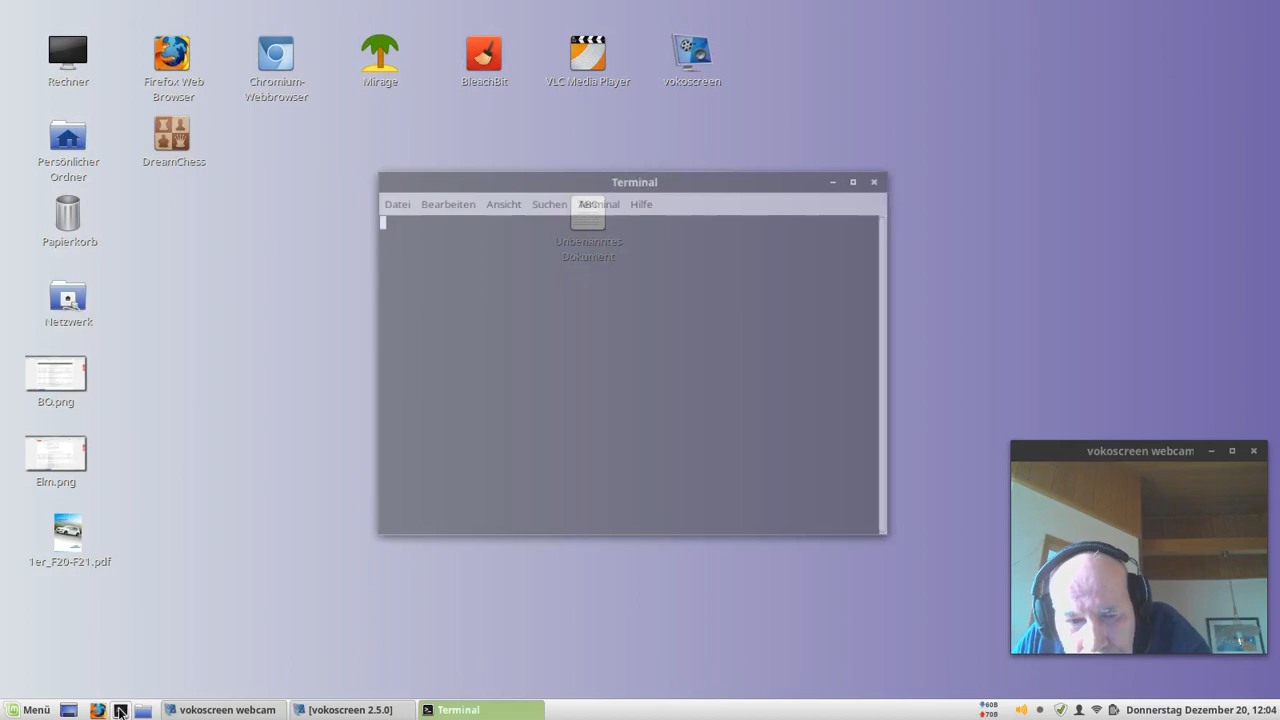 Rechner
Firefox Web
Browser
Chromium-
Webbrowser
Mirage
BleachBit
VLC Media Player
vokoscreen
Persönlicher
Ordner
DreamChess
Papierkorb
Netzwerk
BO.png
Elm.png
1er_F20-F21.pdf
Terminal
Datei Bearbeiten Ansicht Suchen Terminal Hilfe
Unbenanntes
Dokument
vokoscreen webcam
Menü
vokoscreen webcam
[vokoscreen 2.5.0]
Terminal
60B
70B
Donnerstag Dezember 20, 12:04